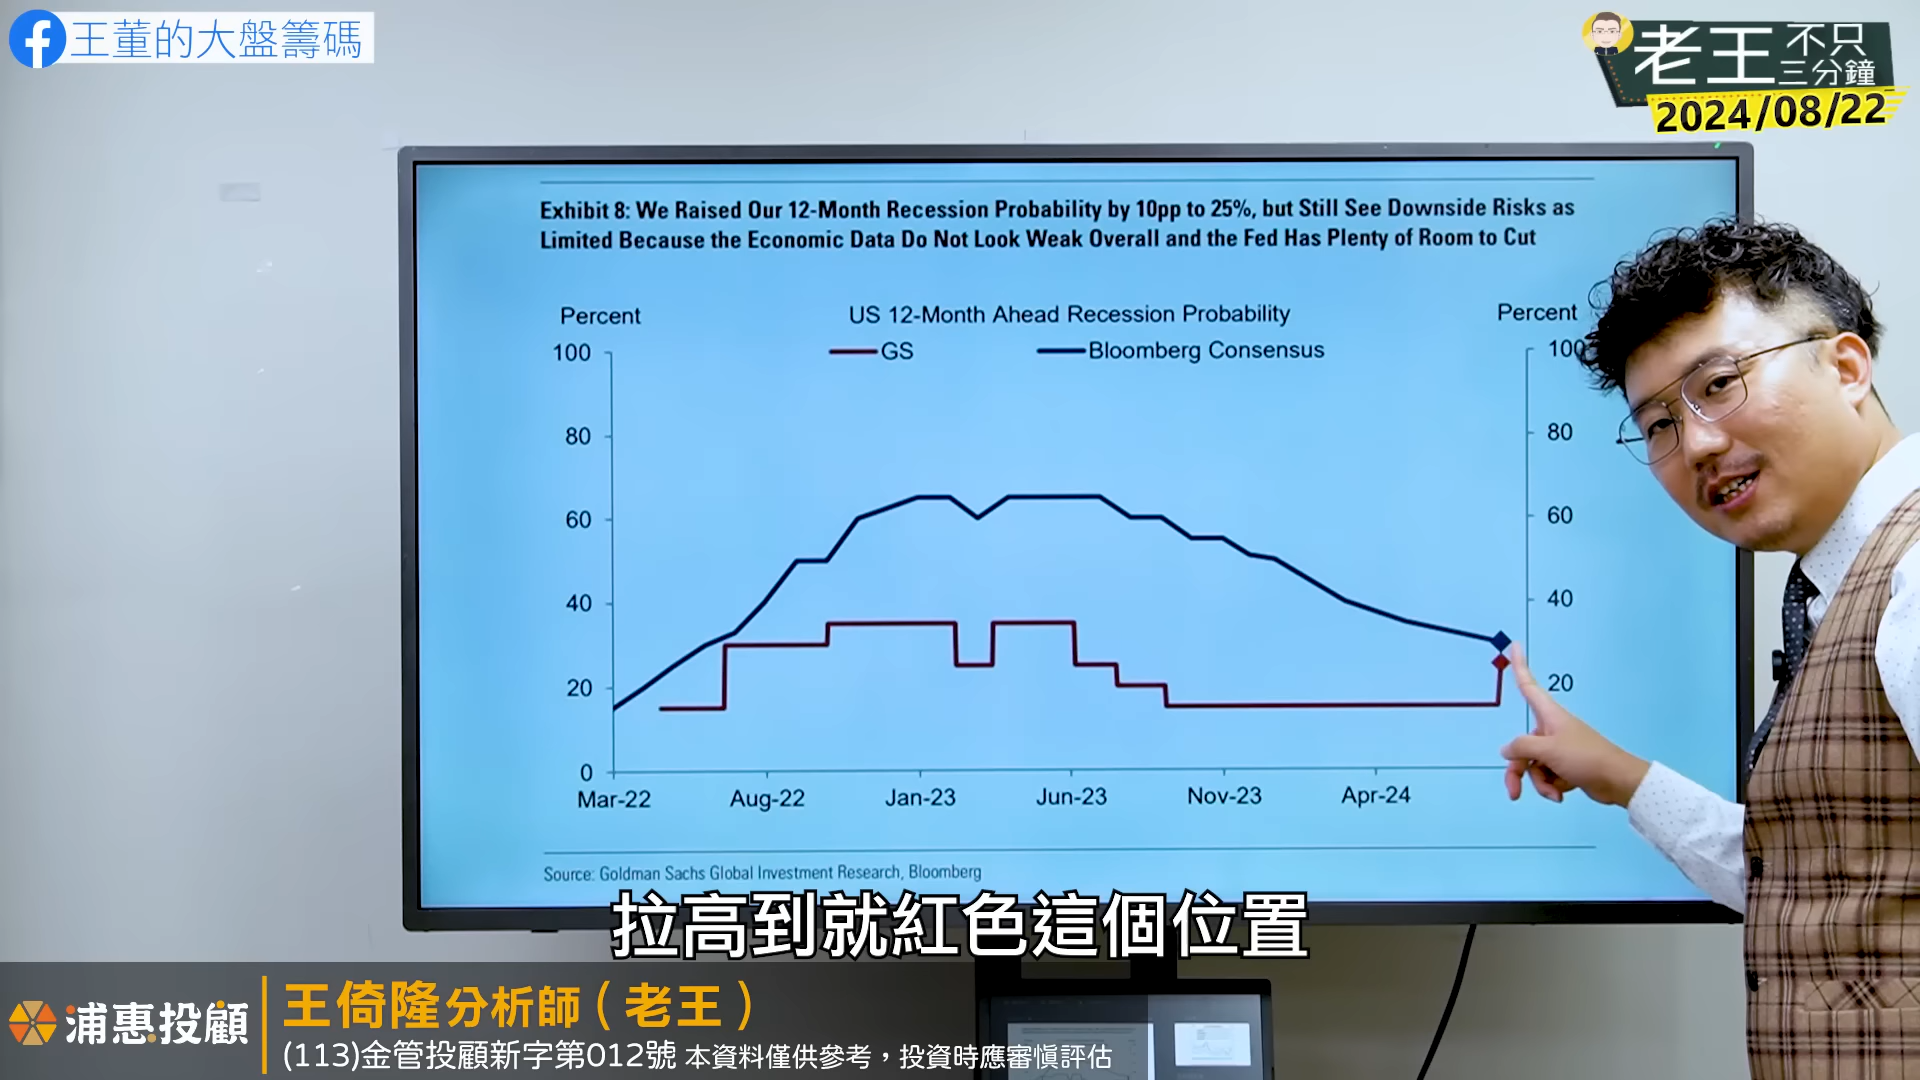 王董的大盤籌碼
老王不只三分鐘
2024/08/22
Exhibit 8: We Raised Our 12-Month Recession Probability by 10pp to 25%, but Still See Downside Risks as
Limited Because the Economic Data Do Not Look Weak Overall and the Fed Has Plenty of Room to Cut
Percent
US 12-Month Ahead Recession Probability
Percent
GS
Bloomberg Consensus
100
100
80
80
60
60
40
40
20
20
0
Mar-22
Aug-22
Jan-23
Jun-23
Nov-23
Apr-24
Source: Goldman Sachs Global Investment Research, Bloomberg
拉高到就紅色這個位置
浦惠投顧
王倚隆分析師(老王)
(113)金管投顧新字第012號 本資料僅供參考，投資時應審慎評估